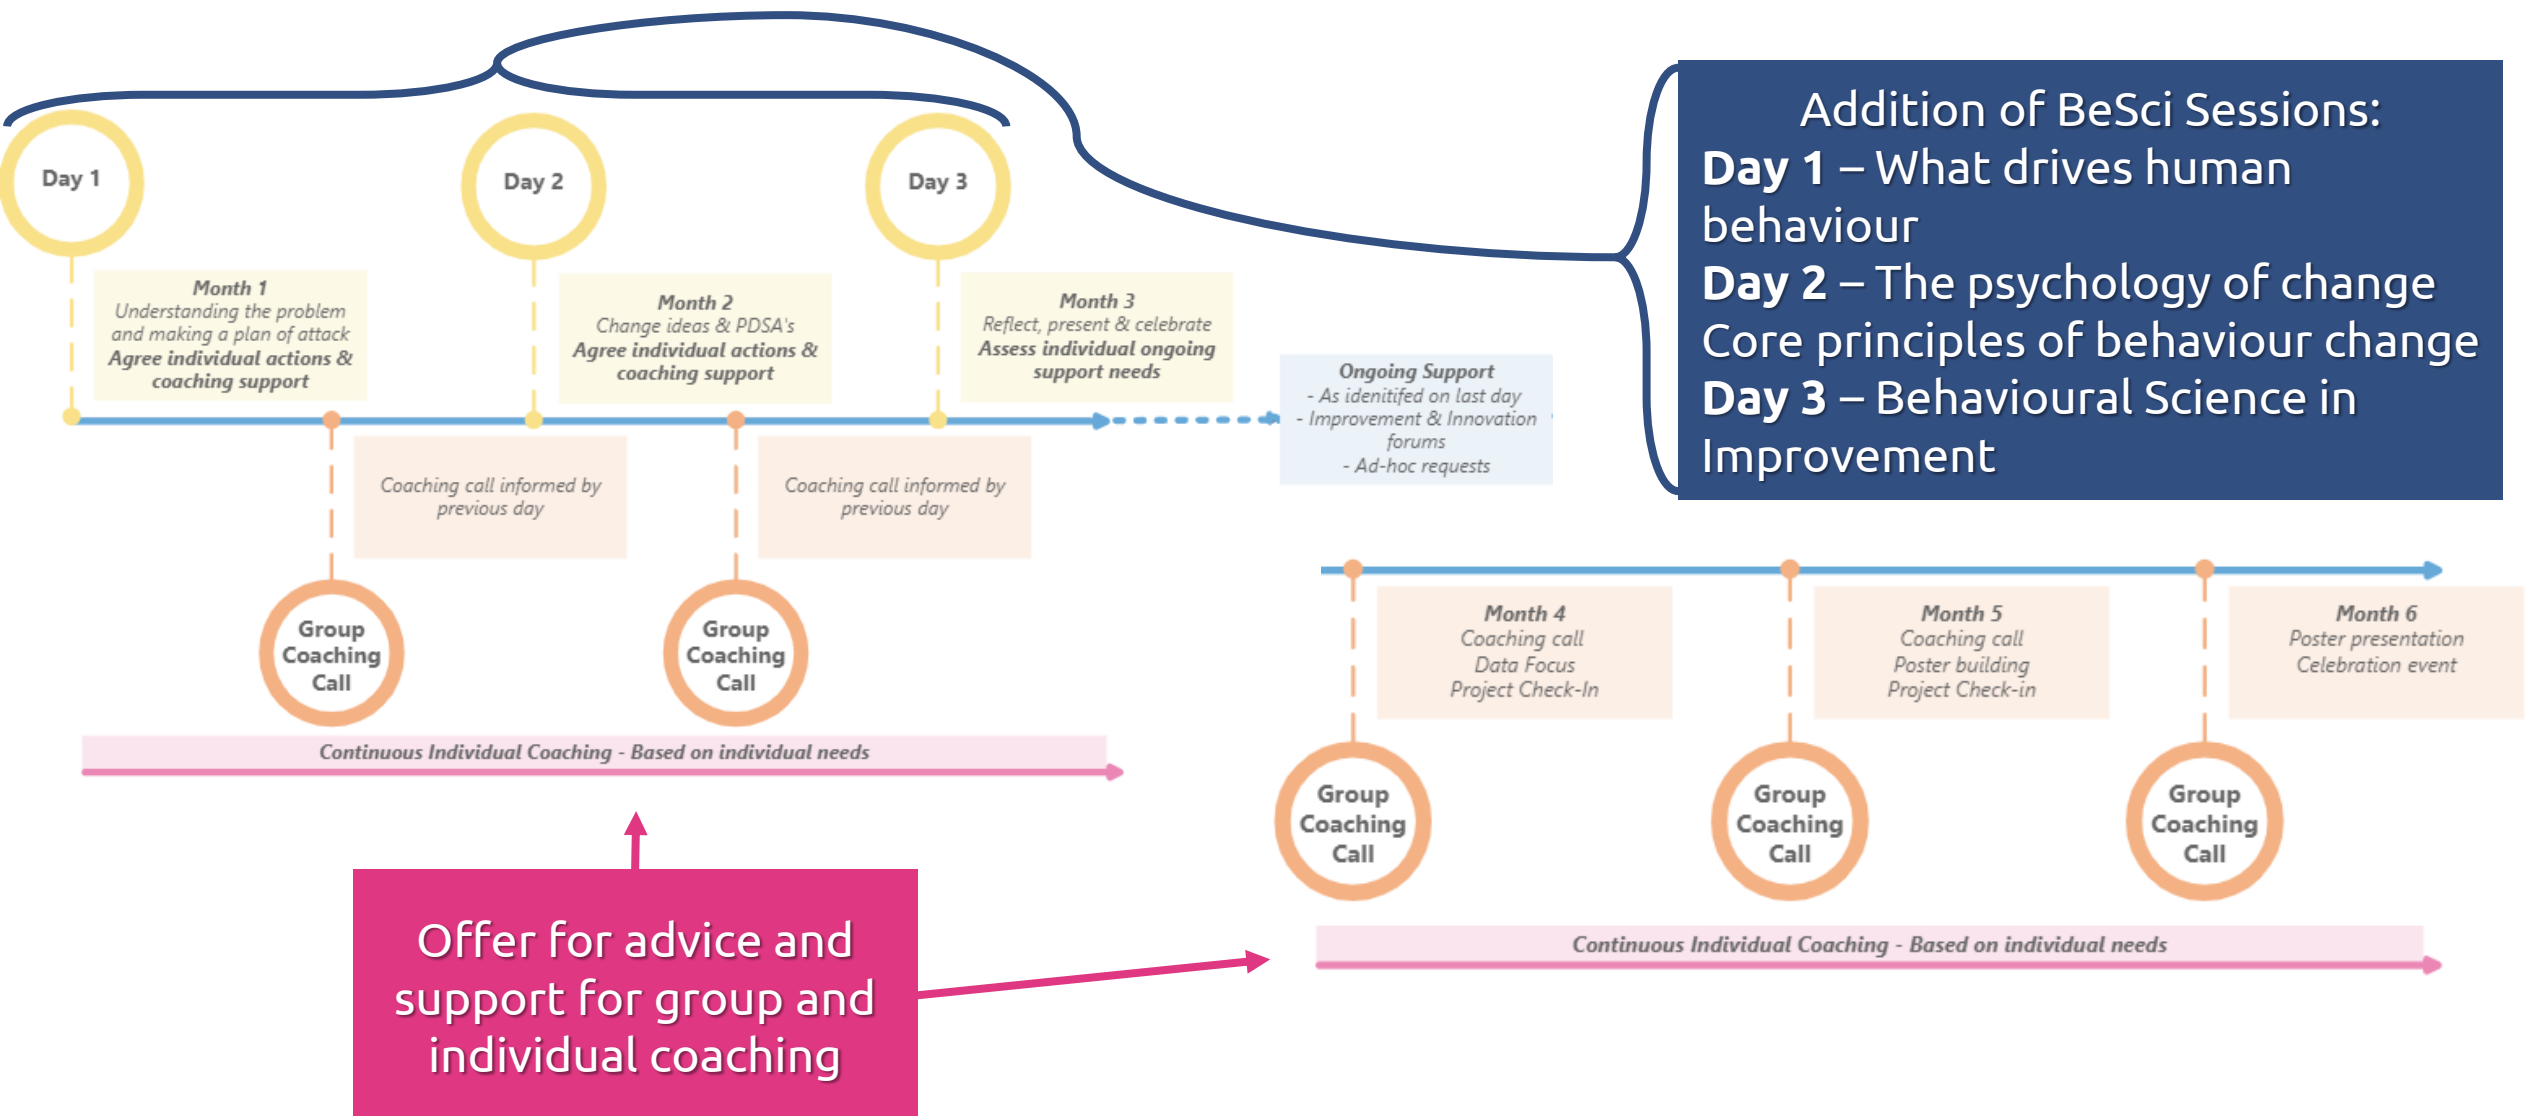 Day 1
Day 2
Day 3
Month 1
Understanding the problem
and making a plan of attack
Agree individual actions &
coaching support
Month 2
Change ideas & PDSA's
Agree individual actions &
coaching support
Month 3
Reflect, present & celebrate
Assess individual ongoing
support needs
Ongoing Support
- As idenitifed on last day
- Improvement & Innovation
forums
- Ad-hoc requests
Coaching call informed by
previous day
Coaching call informed by
previous day
Group
Coaching
Call
Group
Coaching
Call
Continuous Individual Coaching - Based on individual needs
Addition of BeSci Sessions:
Day 1 – What drives human
behaviour
Day 2 – The psychology of change
Core principles of behaviour change
Day 3 – Behavioural Science in
Improvement
Month 4
Coaching call
Data Focus
Project Check-In
Month 5
Coaching call
Poster building
Project Check-in
Month 6
Poster presentation
Celebration event
Group
Coaching
Call
Group
Coaching
Call
Group
Coaching
Call
Continuous Individual Coaching - Based on individual needs
Offer for advice and
support for group and
individual coaching